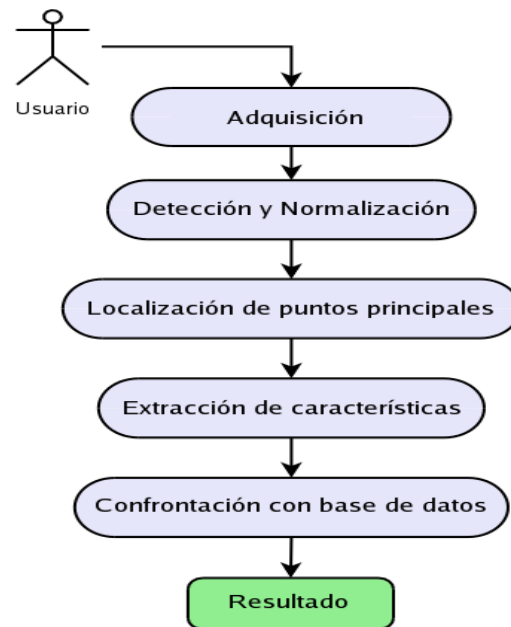 Usuario
Adquisición
Detección y Normalización
Localización de puntos principales
Extracción de características
Confrontación con base de datos
Resultado